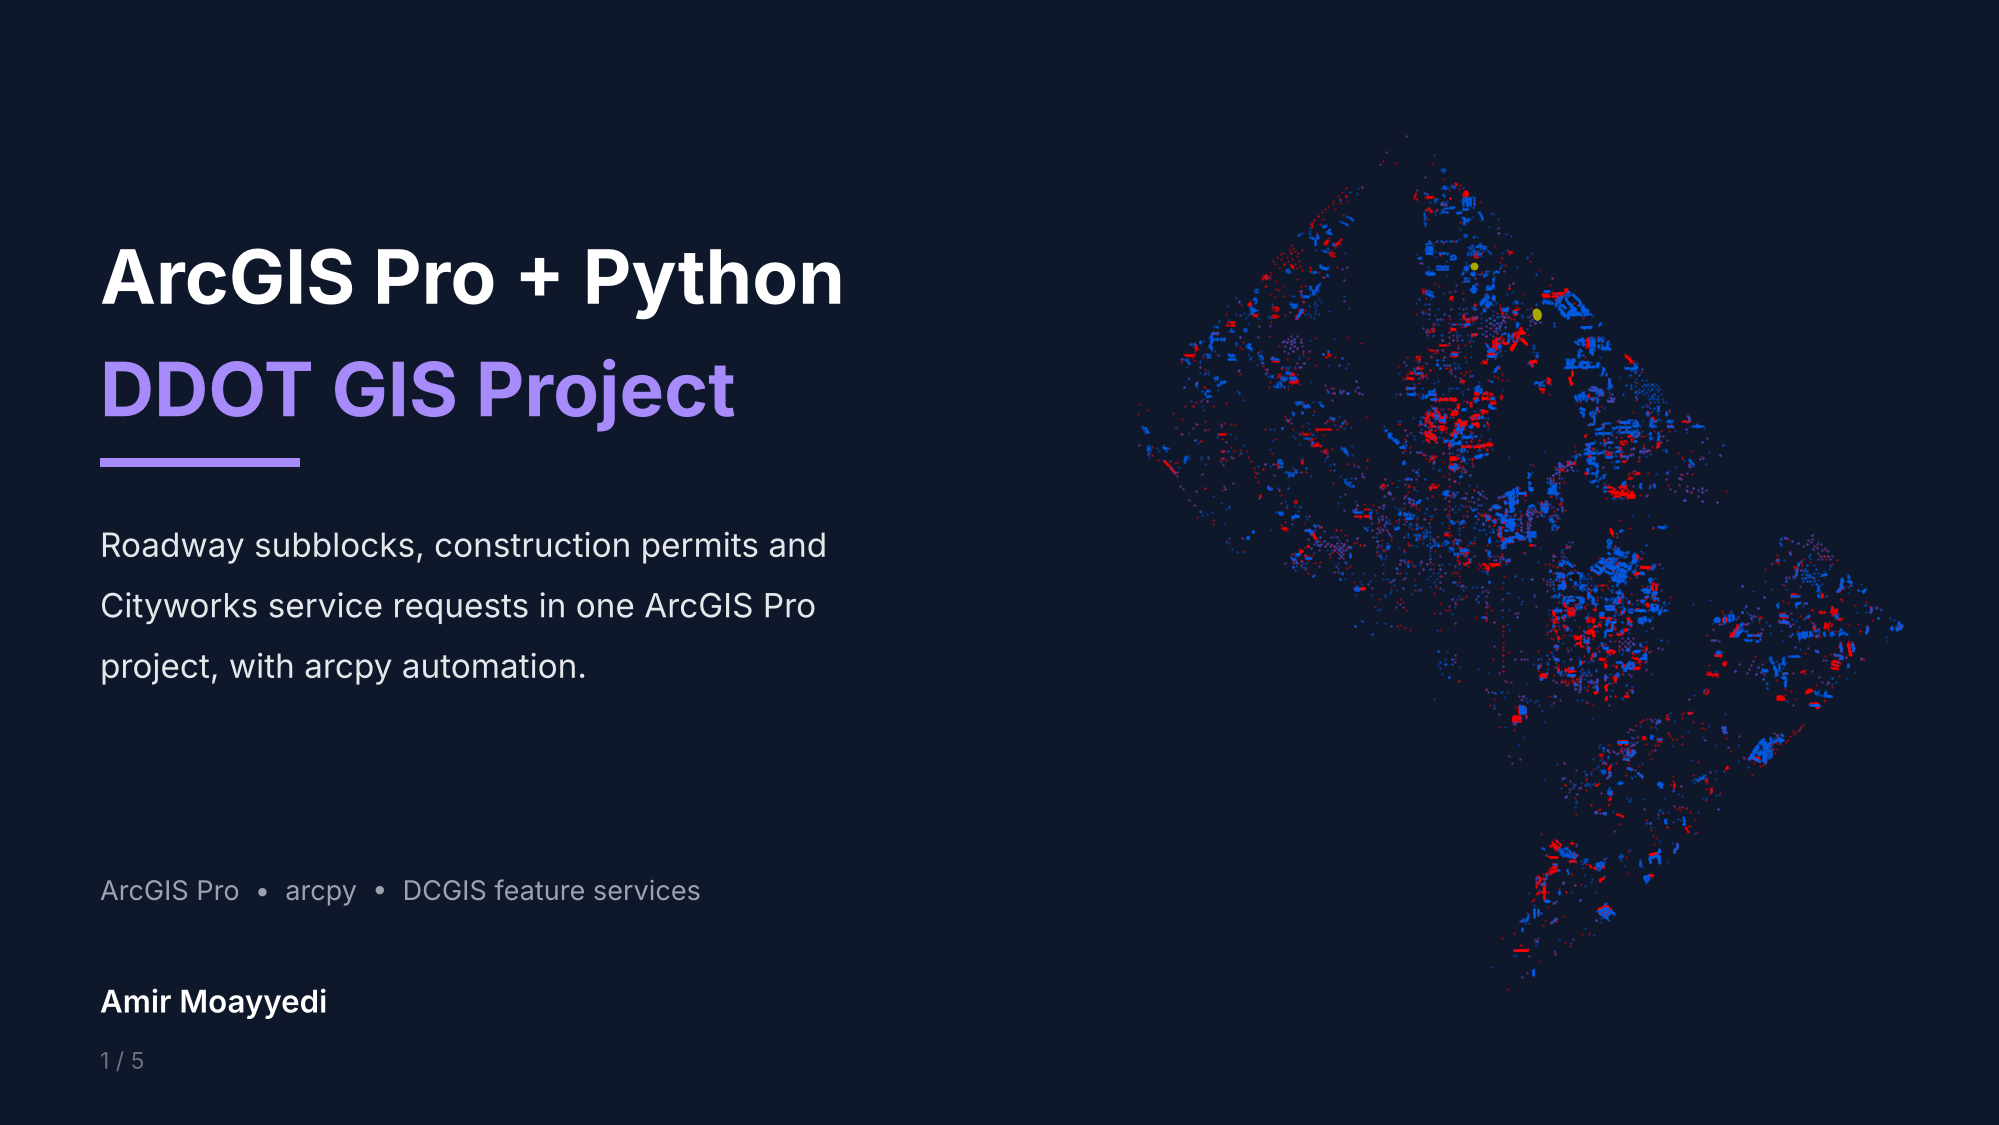 ArcGIS Pro + Python
DDOT GIS Project
Roadway subblocks, construction permits and
Cityworks service requests in one ArcGIS Pro
project, with arcpy automation.
ArcGIS Pro • arcpy • DCGIS feature services
Amir Moayyedi
1 / 5